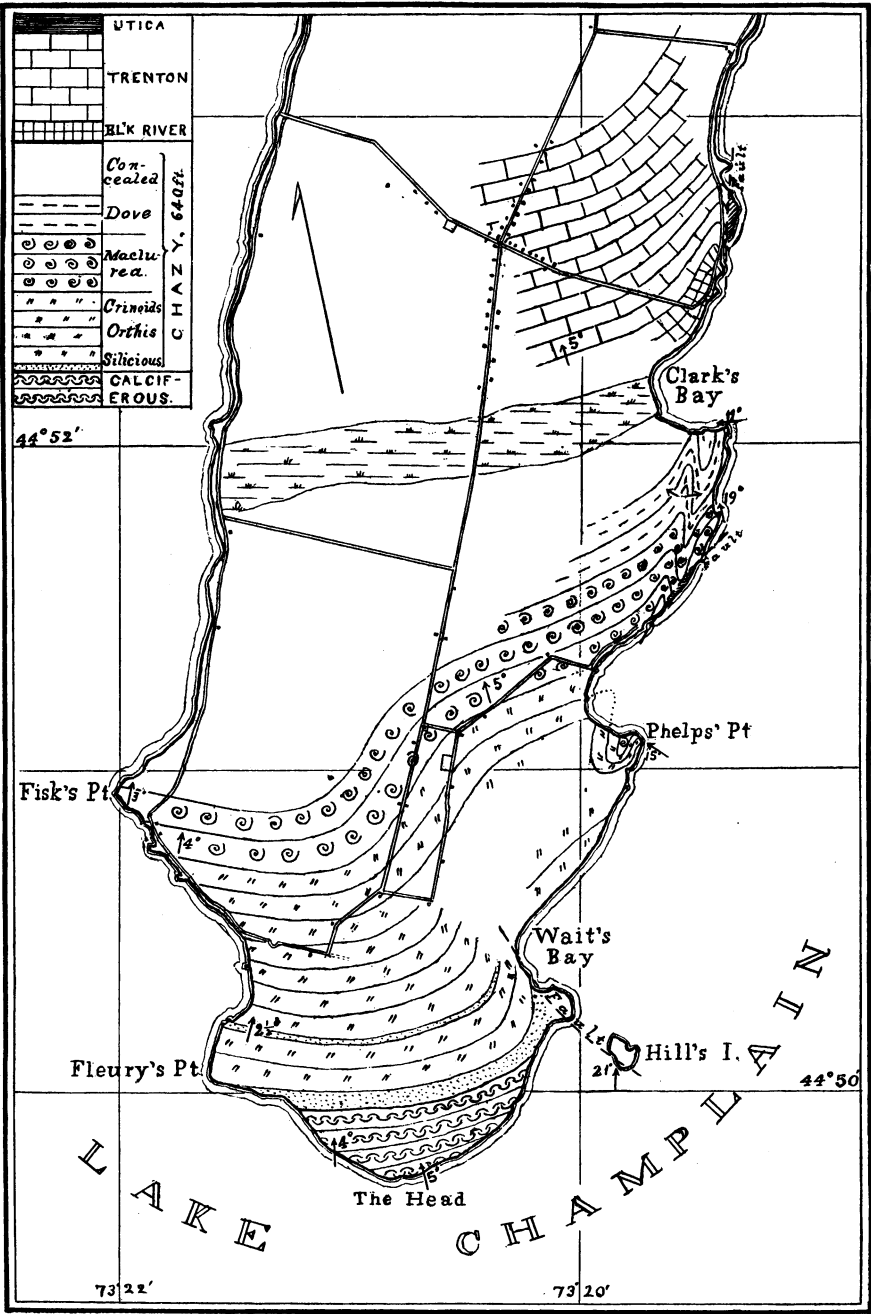 UTICA
TRENTON
BL'K RIVER
Con-
cealed
Dove
Maclu-
rea.
Crinoids
Orthis
Silicious
CHAZY, 640ft.
CALCIF-
EROUS.
Fault
5°
Clark's
Bay
11°
44°52'
19°
Fault
5°
Phelps' Pt
15°
Fisk's Pt
3°
4°
Wait's
Bay
2½°
Hill's I.
21°
Fleury's Pt
44°50'
4°
5°
The Head
LAKE CHAMPLAIN
73°22'
73°20'